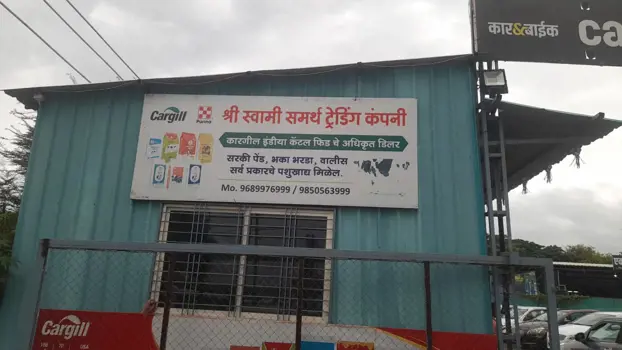 कार&बाईक
ca
Cargill
Purina
श्री स्वामी समर्थ ट्रेडिंग कंपनी
कारगील इंडीया कॅटल फिड चे अधिकृत डिलर
सरकी पेंड, भका भरडा, वालीस
सर्व प्रकारचे पशुखाद्य मिळेल.
Mo. 9689976999 / 9850563999
Cargill